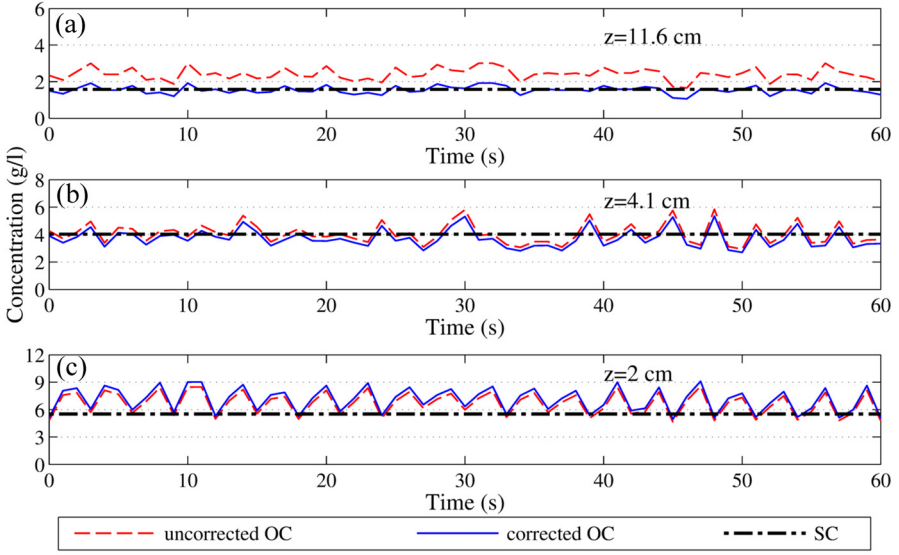 (a)
z=11.6 cm
6
4
2
0
0 10 20 30 40 50 60
Time (s)
(b)
z=4.1 cm
8
6
4
2
0
0 10 20 30 40 50 60
Time (s)
Concentration (g/l)
(c)
z=2 cm
12
9
6
3
0
0 10 20 30 40 50 60
Time (s)
uncorrected OC corrected OC SC